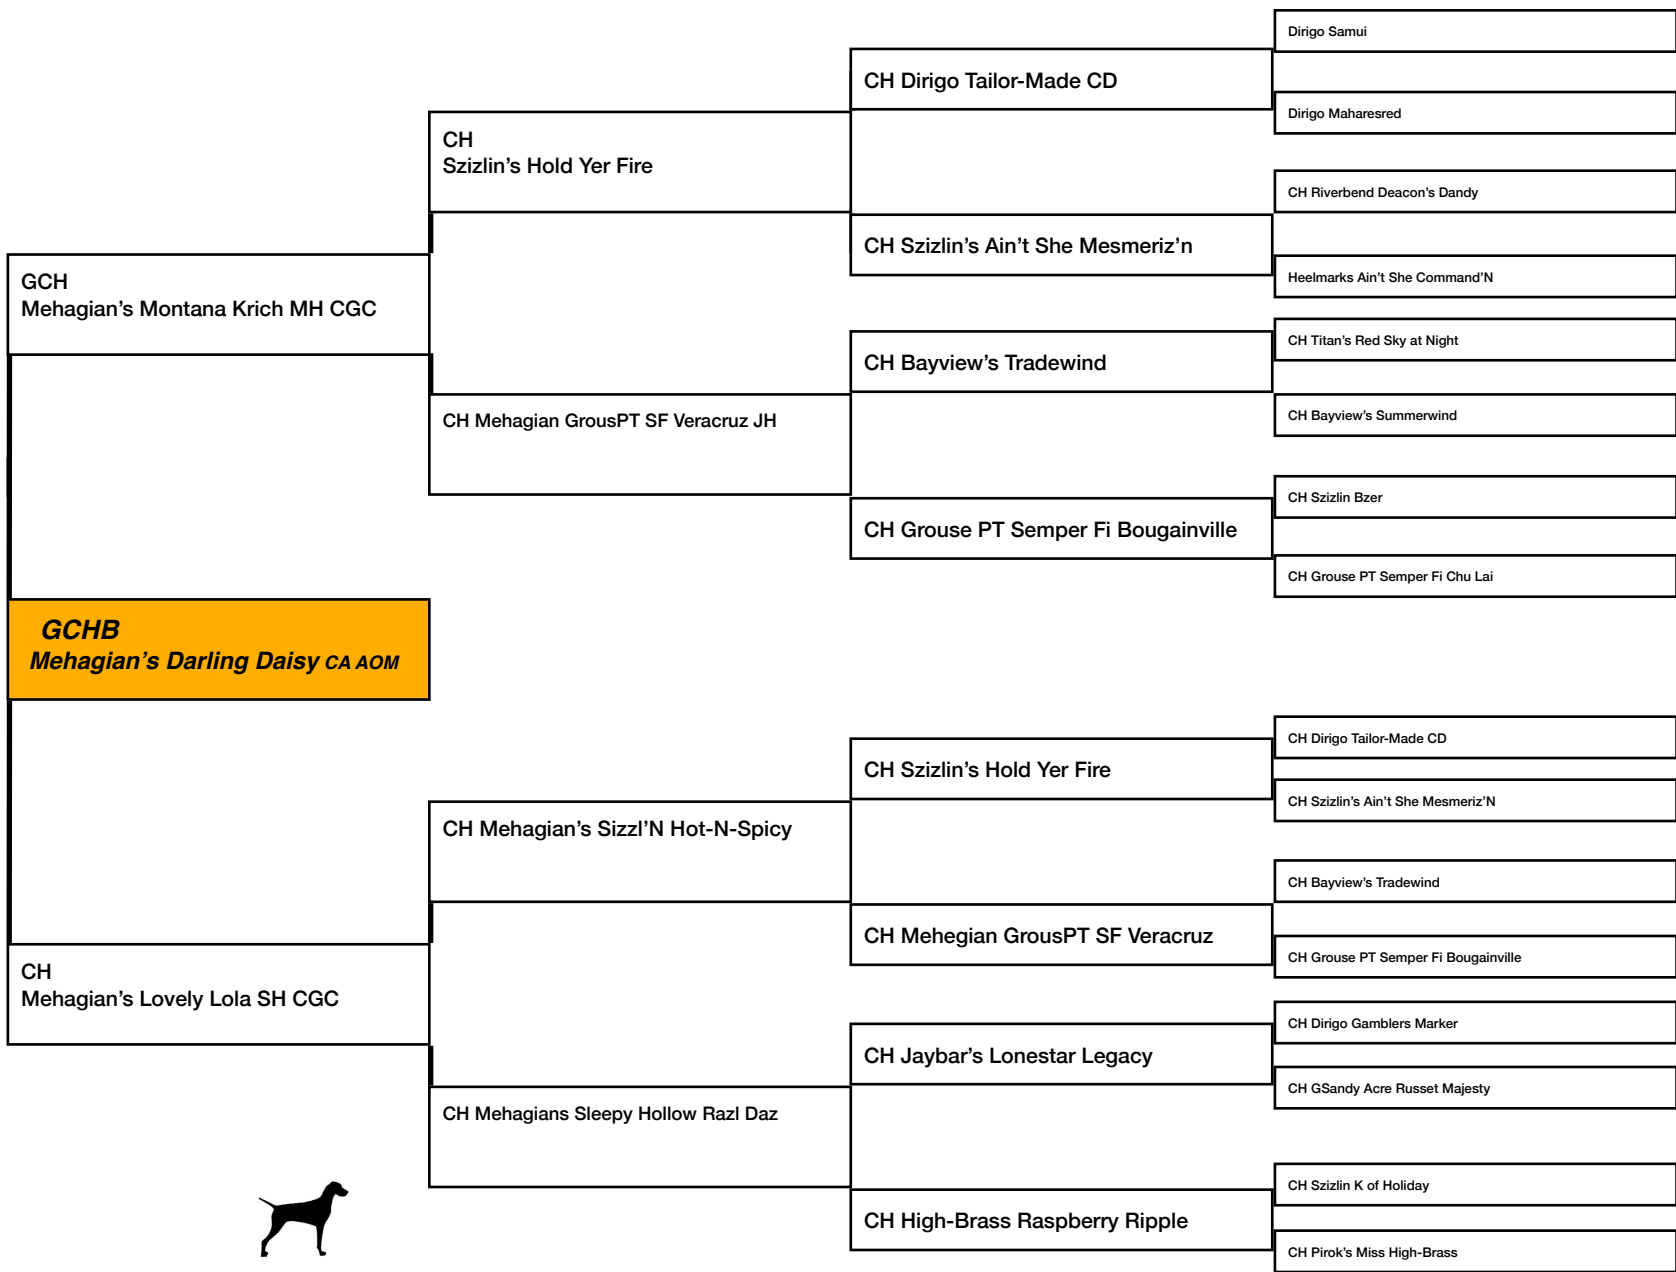 Dirigo Samui
CH Dirigo Tailor-Made CD
Dirigo Maharesred
CH
Szizlin’s Hold Yer Fire
CH Riverbend Deacon’s Dandy
CH Szizlin’s Ain’t She Mesmeriz’n
Heelmarks Ain’t She Command’N
GCH
Mehagian’s Montana Krich MH CGC
CH Titan’s Red Sky at Night
CH Bayview’s Tradewind
CH Bayview’s Summerwind
CH Mehagian GrousPT SF Veracruz JH
CH Szizlin Bzer
CH Grouse PT Semper Fi Bougainville
CH Grouse PT Semper Fi Chu Lai
GCHB
Mehagian’s Darling Daisy CA AOM
CH Dirigo Tailor-Made CD
CH Szizlin’s Hold Yer Fire
CH Szizlin’s Ain’t She Mesmeriz’N
CH Mehagian’s Sizzl’N Hot-N-Spicy
CH Bayview’s Tradewind
CH Mehegian GrousPT SF Veracruz
CH Grouse PT Semper Fi Bougainville
CH
Mehagian’s Lovely Lola SH CGC
CH Dirigo Gamblers Marker
CH Jaybar’s Lonestar Legacy
CH GSandy Acre Russet Majesty
CH Mehagians Sleepy Hollow Razl Daz
CH Szizlin K of Holiday
CH High-Brass Raspberry Ripple
CH Pirok’s Miss High-Brass